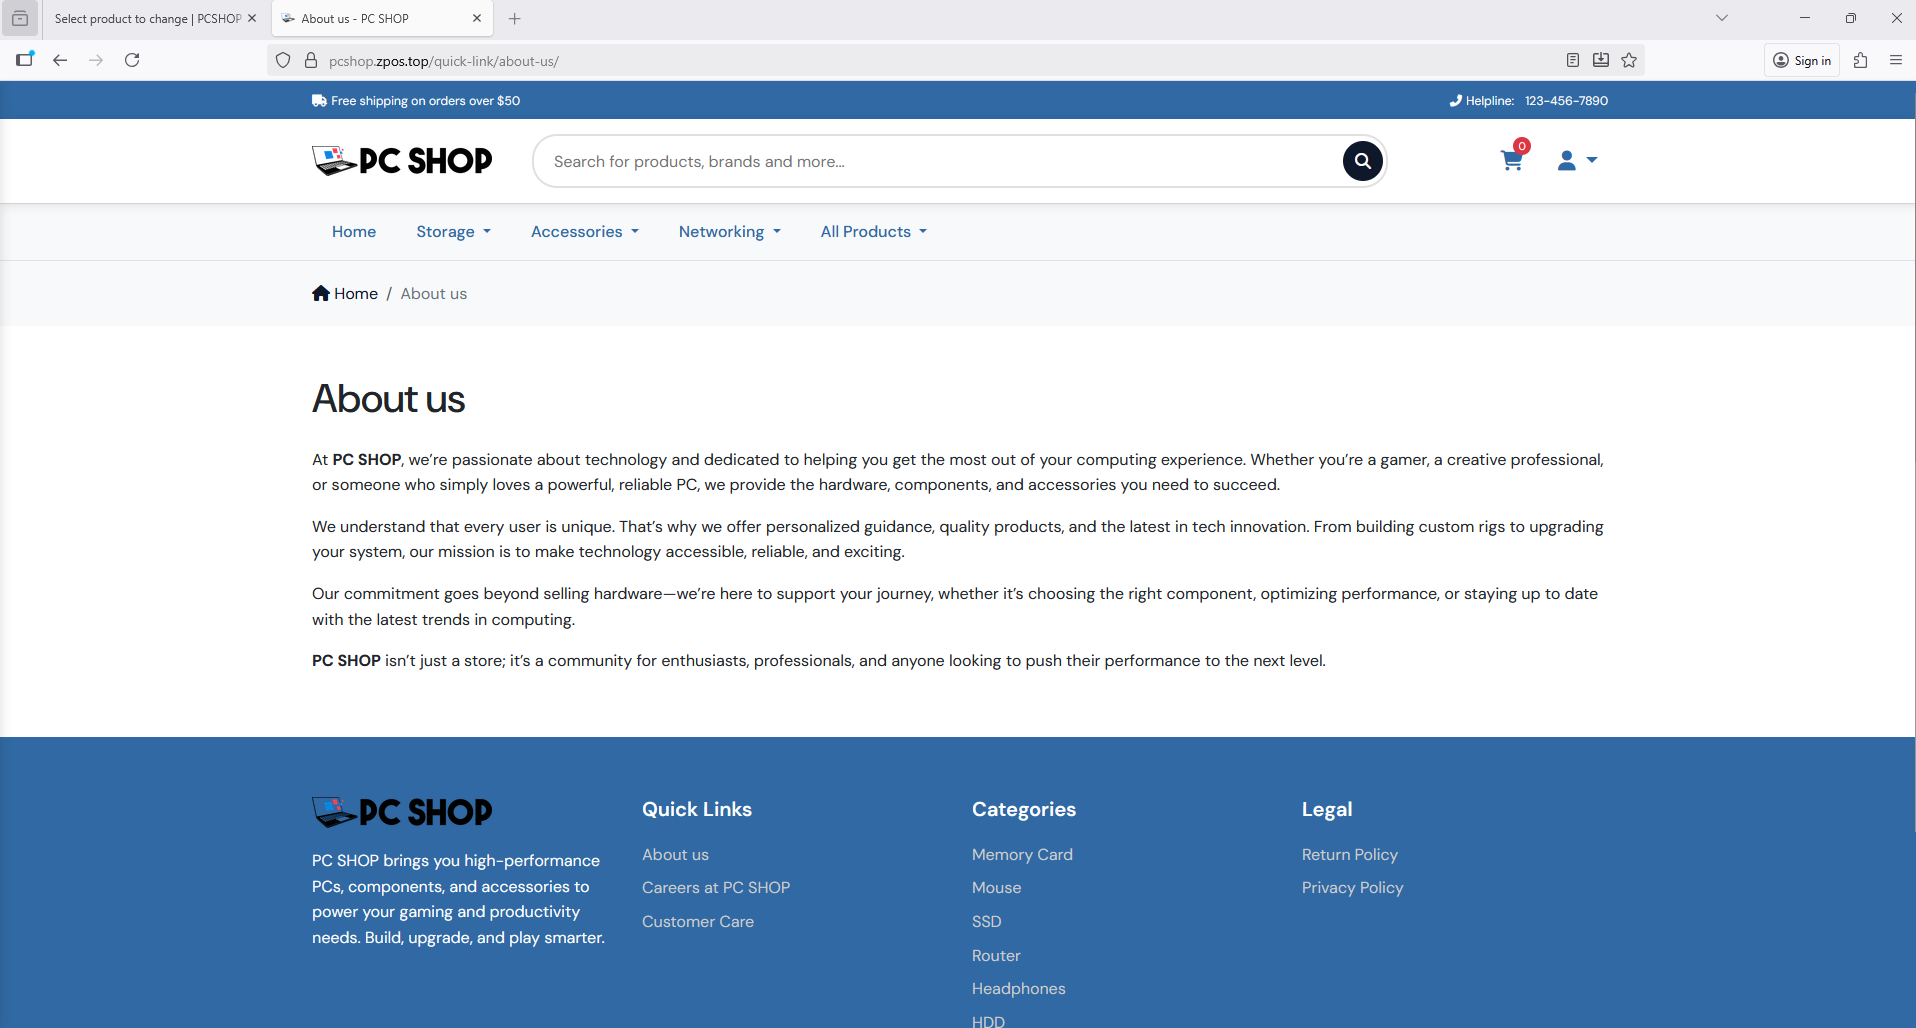 Select product to change | PCSHOP
About us - PC SHOP
pcshop.zpos.top/quick-link/about-us/
Sign in
Free shipping on orders over $50
Helpline: 123-456-7890
PC SHOP
Search for products, brands and more...
0
Home
Storage
Accessories
Networking
All Products
Home / About us
About us
At PC SHOP, we’re passionate about technology and dedicated to helping you get the most out of your computing experience. Whether you’re a gamer, a creative professional,
or someone who simply loves a powerful, reliable PC, we provide the hardware, components, and accessories you need to succeed.
We understand that every user is unique. That’s why we offer personalized guidance, quality products, and the latest in tech innovation. From building custom rigs to upgrading
your system, our mission is to make technology accessible, reliable, and exciting.
Our commitment goes beyond selling hardware—we’re here to support your journey, whether it’s choosing the right component, optimizing performance, or staying up to date
with the latest trends in computing.
PC SHOP isn’t just a store; it’s a community for enthusiasts, professionals, and anyone looking to push their performance to the next level.
PC SHOP
PC SHOP brings you high-performance
PCs, components, and accessories to
power your gaming and productivity
needs. Build, upgrade, and play smarter.
Quick Links
About us
Careers at PC SHOP
Customer Care
Categories
Memory Card
Mouse
SSD
Router
Headphones
HDD
Legal
Return Policy
Privacy Policy